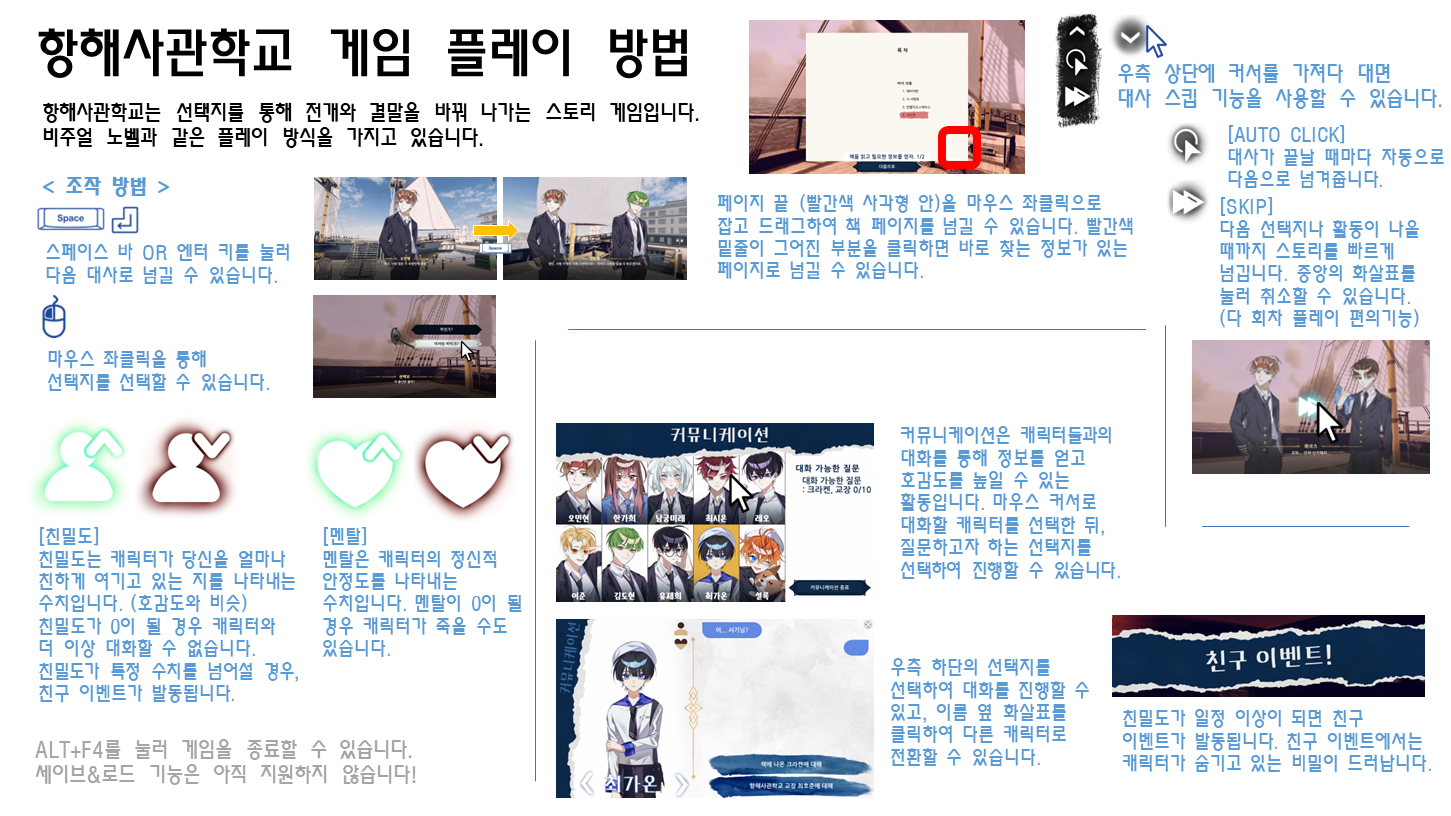 항해사관학교 게임 플레이 방법
항해사관학교는 선택지를 통해 전개와 결말을 바꿔 나가는 스토리 게임입니다.
비주얼 노벨과 같은 플레이 방식을 가지고 있습니다.
< 조작 방법 >
Space
스페이스 바 OR 엔터 키를 눌러
다음 대사로 넘길 수 있습니다.
Space
마우스 좌클릭을 통해
선택지를 선택할 수 있습니다.
무언가?
선택지
[친밀도]
친밀도는 캐릭터가 당신을 얼마나
친하게 여기고 있는 지를 나타내는
수치입니다. (호감도와 비슷)
친밀도가 0이 될 경우 캐릭터와
더 이상 대화할 수 없습니다.
친밀도가 특정 수치를 넘어설 경우,
친구 이벤트가 발동됩니다.
[멘탈]
멘탈은 캐릭터의 정신적
안정도를 나타내는
수치입니다. 멘탈이 0이 될
경우 캐릭터가 죽을 수도
있습니다.
ALT+F4를 눌러 게임을 종료할 수 있습니다.
세이브&로드 기능은 아직 지원하지 않습니다!
목 차
책을 읽고 필요한 정보를 얻자. 1/2
다음으로
페이지 끝 (빨간색 사각형 안)을 마우스 좌클릭으로
잡고 드래그하여 책 페이지를 넘길 수 있습니다. 빨간색
밑줄이 그어진 부분을 클릭하면 바로 찾는 정보가 있는
페이지로 넘길 수 있습니다.
우측 상단에 커서를 가져다 대면
대사 스킵 기능을 사용할 수 있습니다.
[AUTO CLICK]
대사가 끝날 때마다 자동으로
다음으로 넘겨줍니다.
[SKIP]
다음 선택지나 활동이 나올
때까지 스토리를 빠르게
넘깁니다. 중앙의 화살표를
눌러 취소할 수 있습니다.
(다 회차 플레이 편의기능)
커뮤니케이션
대화 가능한 질문
대화 가능한 질문
: 크라켄, 교장 0/10
오민현 한가희 남궁미래 최시온 레오
이준 김도현 유재희 최가온 셜록
커뮤니케이션 종료
커뮤니케이션은 캐릭터들과의
대화를 통해 정보를 얻고
호감도를 높일 수 있는
활동입니다. 마우스 커서로
대화할 캐릭터를 선택한 뒤,
질문하고자 하는 선택지를
선택하여 진행할 수 있습니다.
커뮤니케이션
어... 서기님?
최가온
책에 나온 크라켄에 대해
항해사관학교 교장 최호준에 대해
우측 하단의 선택지를
선택하여 대화를 진행할 수
있고, 이름 옆 화살표를
클릭하여 다른 캐릭터로
전환할 수 있습니다.
친구 이벤트!
친밀도가 일정 이상이 되면 친구
이벤트가 발동됩니다. 친구 이벤트에서는
캐릭터가 숨기고 있는 비밀이 드러납니다.